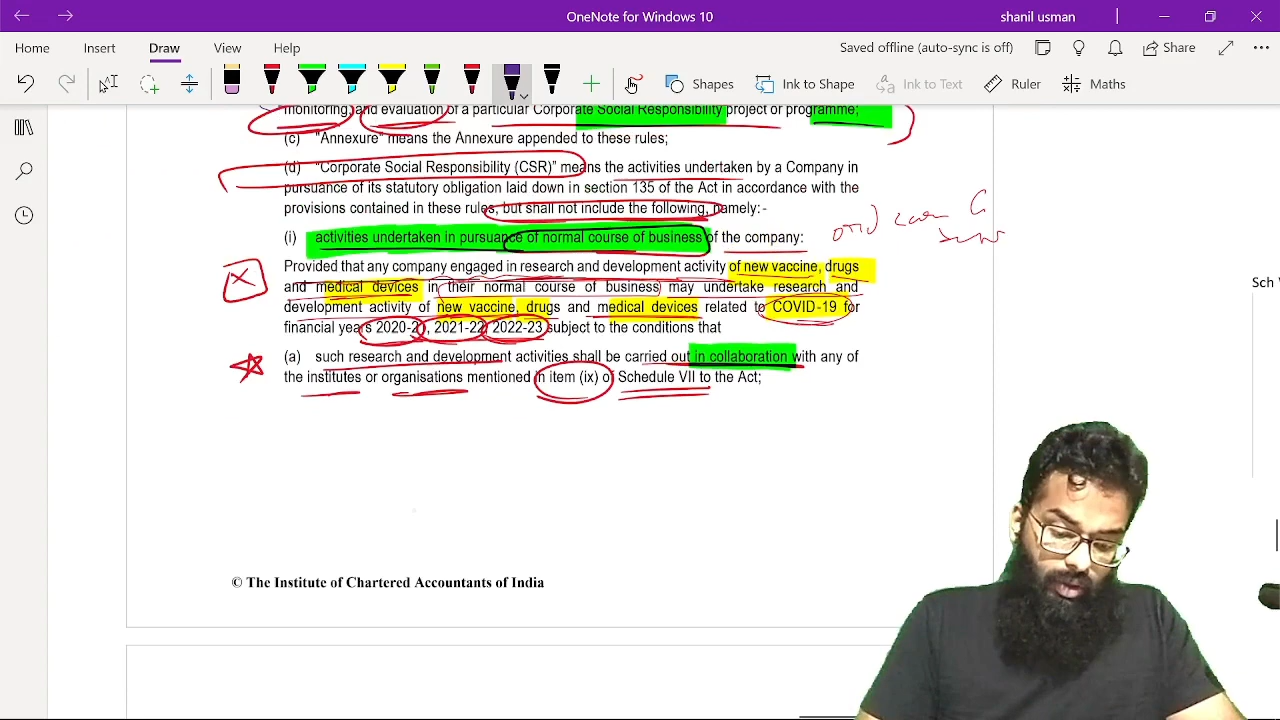 OneNote for Windows 10
shanil usman
Home Insert Draw View Help
Saved offline (auto-sync is off)
Share
Shapes
Ink to Shape
Ink to Text
Ruler
Maths
monitoring and evaluation of a particular Corporate Social Responsibility project or programme;
(c) "Annexure" means the Annexure appended to these rules;
(d) "Corporate Social Responsibility (CSR)" means the activities undertaken by a Company in
pursuance of its statutory obligation laid down in section 135 of the Act in accordance with the
provisions contained in these rules, but shall not include the following, namely:-
(i) activities undertaken in pursuance of normal course of business of the company:
Provided that any company engaged in research and development activity of new vaccine, drugs
and medical devices in their normal course of business may undertake research and
development activity of new vaccine, drugs and medical devices related to COVID-19 for
financial years 2020-2, 2021-22, 2022-23 subject to the conditions that
(a) such research and development activities shall be carried out in collaboration with any of
the institutes or organisations mentioned in item (ix) of Schedule VII to the Act;
Sch
© The Institute of Chartered Accountants of India